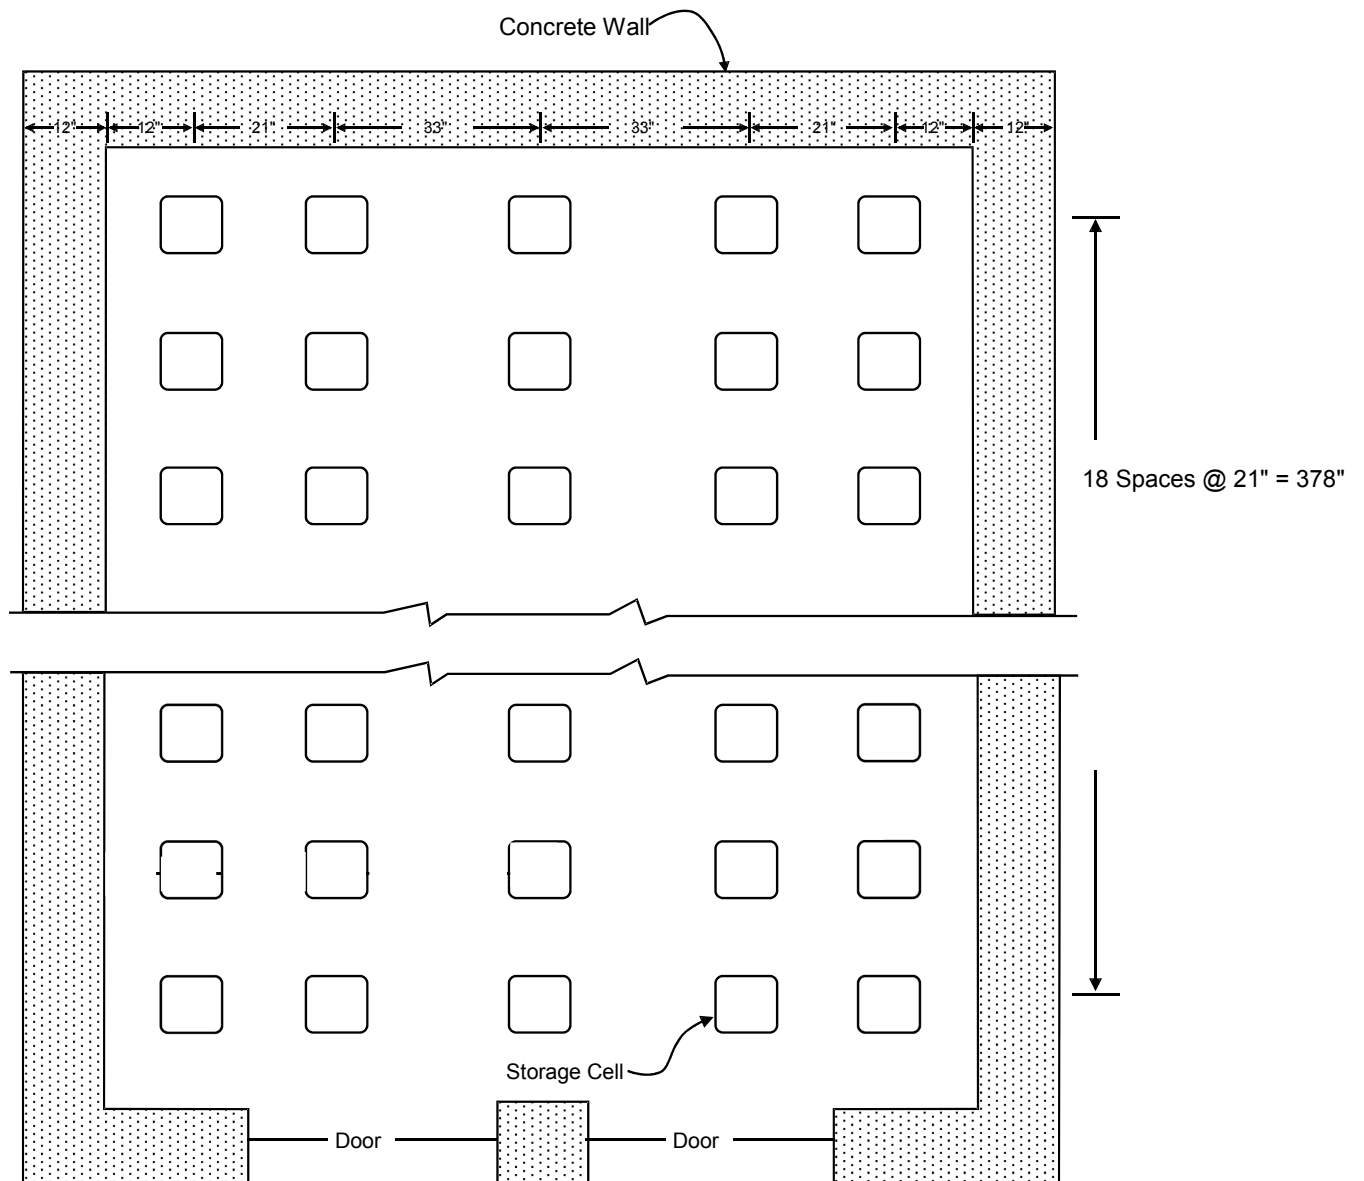 Concrete Wall
12" 12" 21" 33" 33" 21" 12" 12"
18 Spaces @ 21" = 378"
Storage Cell
Door Door